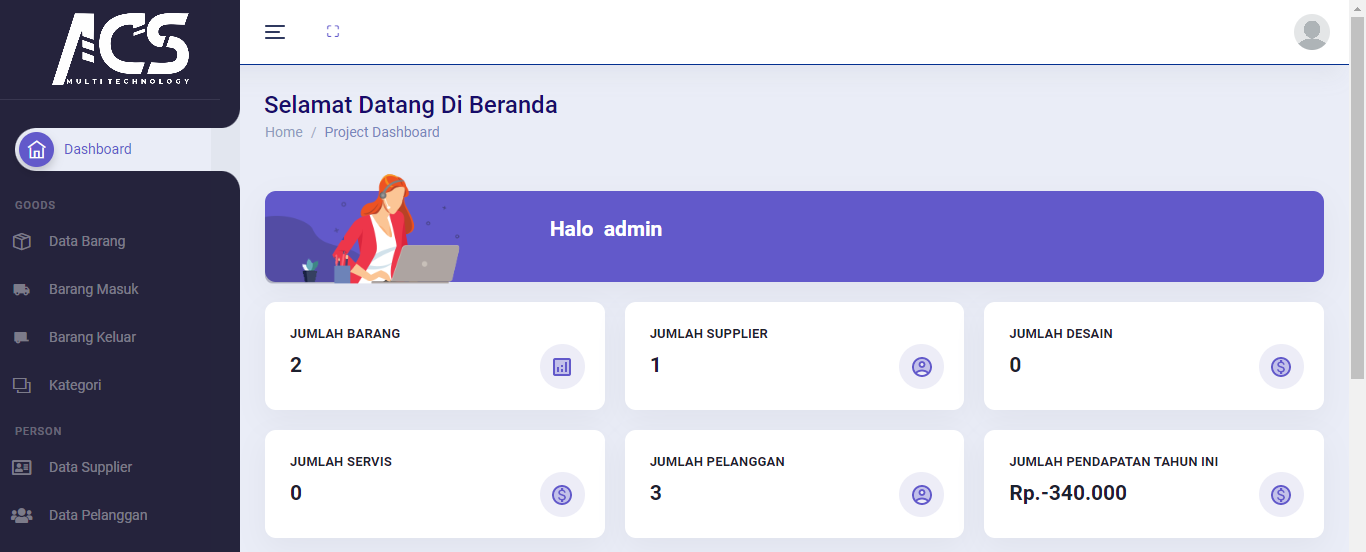 ACS
MULTI TECHNOLOGY
Dashboard
GOODS
Data Barang
Barang Masuk
Barang Keluar
Kategori
PERSON
Data Supplier
Data Pelanggan
Selamat Datang Di Beranda
Home / Project Dashboard
Halo admin
JUMLAH BARANG
2
JUMLAH SUPPLIER
1
JUMLAH DESAIN
0
JUMLAH SERVIS
0
JUMLAH PELANGGAN
3
JUMLAH PENDAPATAN TAHUN INI
Rp.-340.000